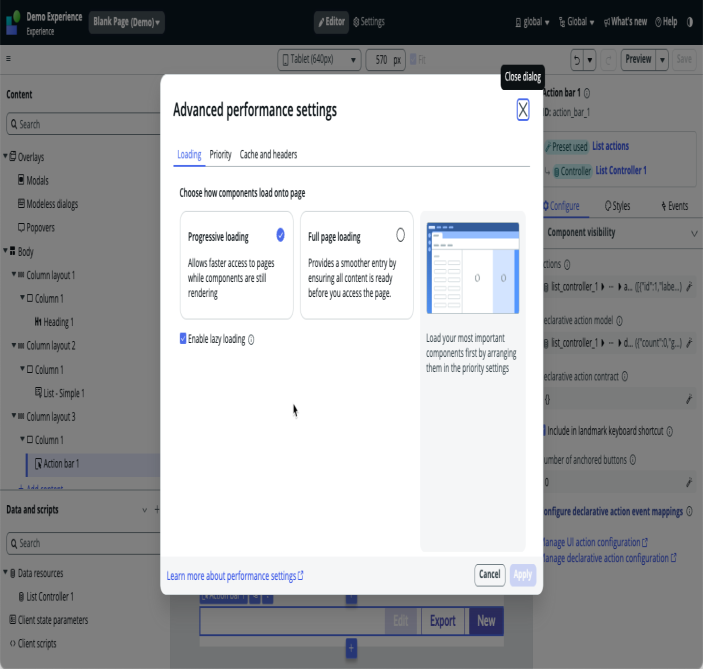 Demo Experience
Experience
Blank Page (Demo)
Editor
Settings
global
Global
What's new
Help
Tablet (640px)
570 px
Fit
Preview
Save
Close dialog
Content
Search
Overlays
Modals
Modeless dialogs
Popovers
Body
Column layout 1
Column 1
Heading 1
Column layout 2
Column 1
List - Simple 1
Column layout 3
Column 1
Action bar 1
Add content
Data and scripts
Search
Data resources
List Controller 1
Client state parameters
Client scripts
Advanced performance settings
Loading
Priority
Cache and headers
Choose how components load onto page
Progressive loading
Allows faster access to pages
while components are still
rendering
Full page loading
Provides a smoother entry by
ensuring all content is ready
before you access the page.
Enable lazy loading
Load your most important
components first by arranging
them in the priority settings
Learn more about performance settings
Cancel
Apply
Action bar 1
Edit
Export
New
Action bar 1
ID: action_bar_1
Preset used
List actions
Controller
List Controller 1
Configure
Styles
Events
Component visibility
ctions
list_controller_1 ▸ ... ▸ a... ([{"id":1,"labe...)
eclarative action model
list_controller_1 ▸ ... ▸ d... ({"count":0,"g...)
eclarative action contract
{}
Include in landmark keyboard shortcut
umber of anchored buttons
0
onfigure declarative action event mappings
anage UI action configuration
anage declarative action configuration